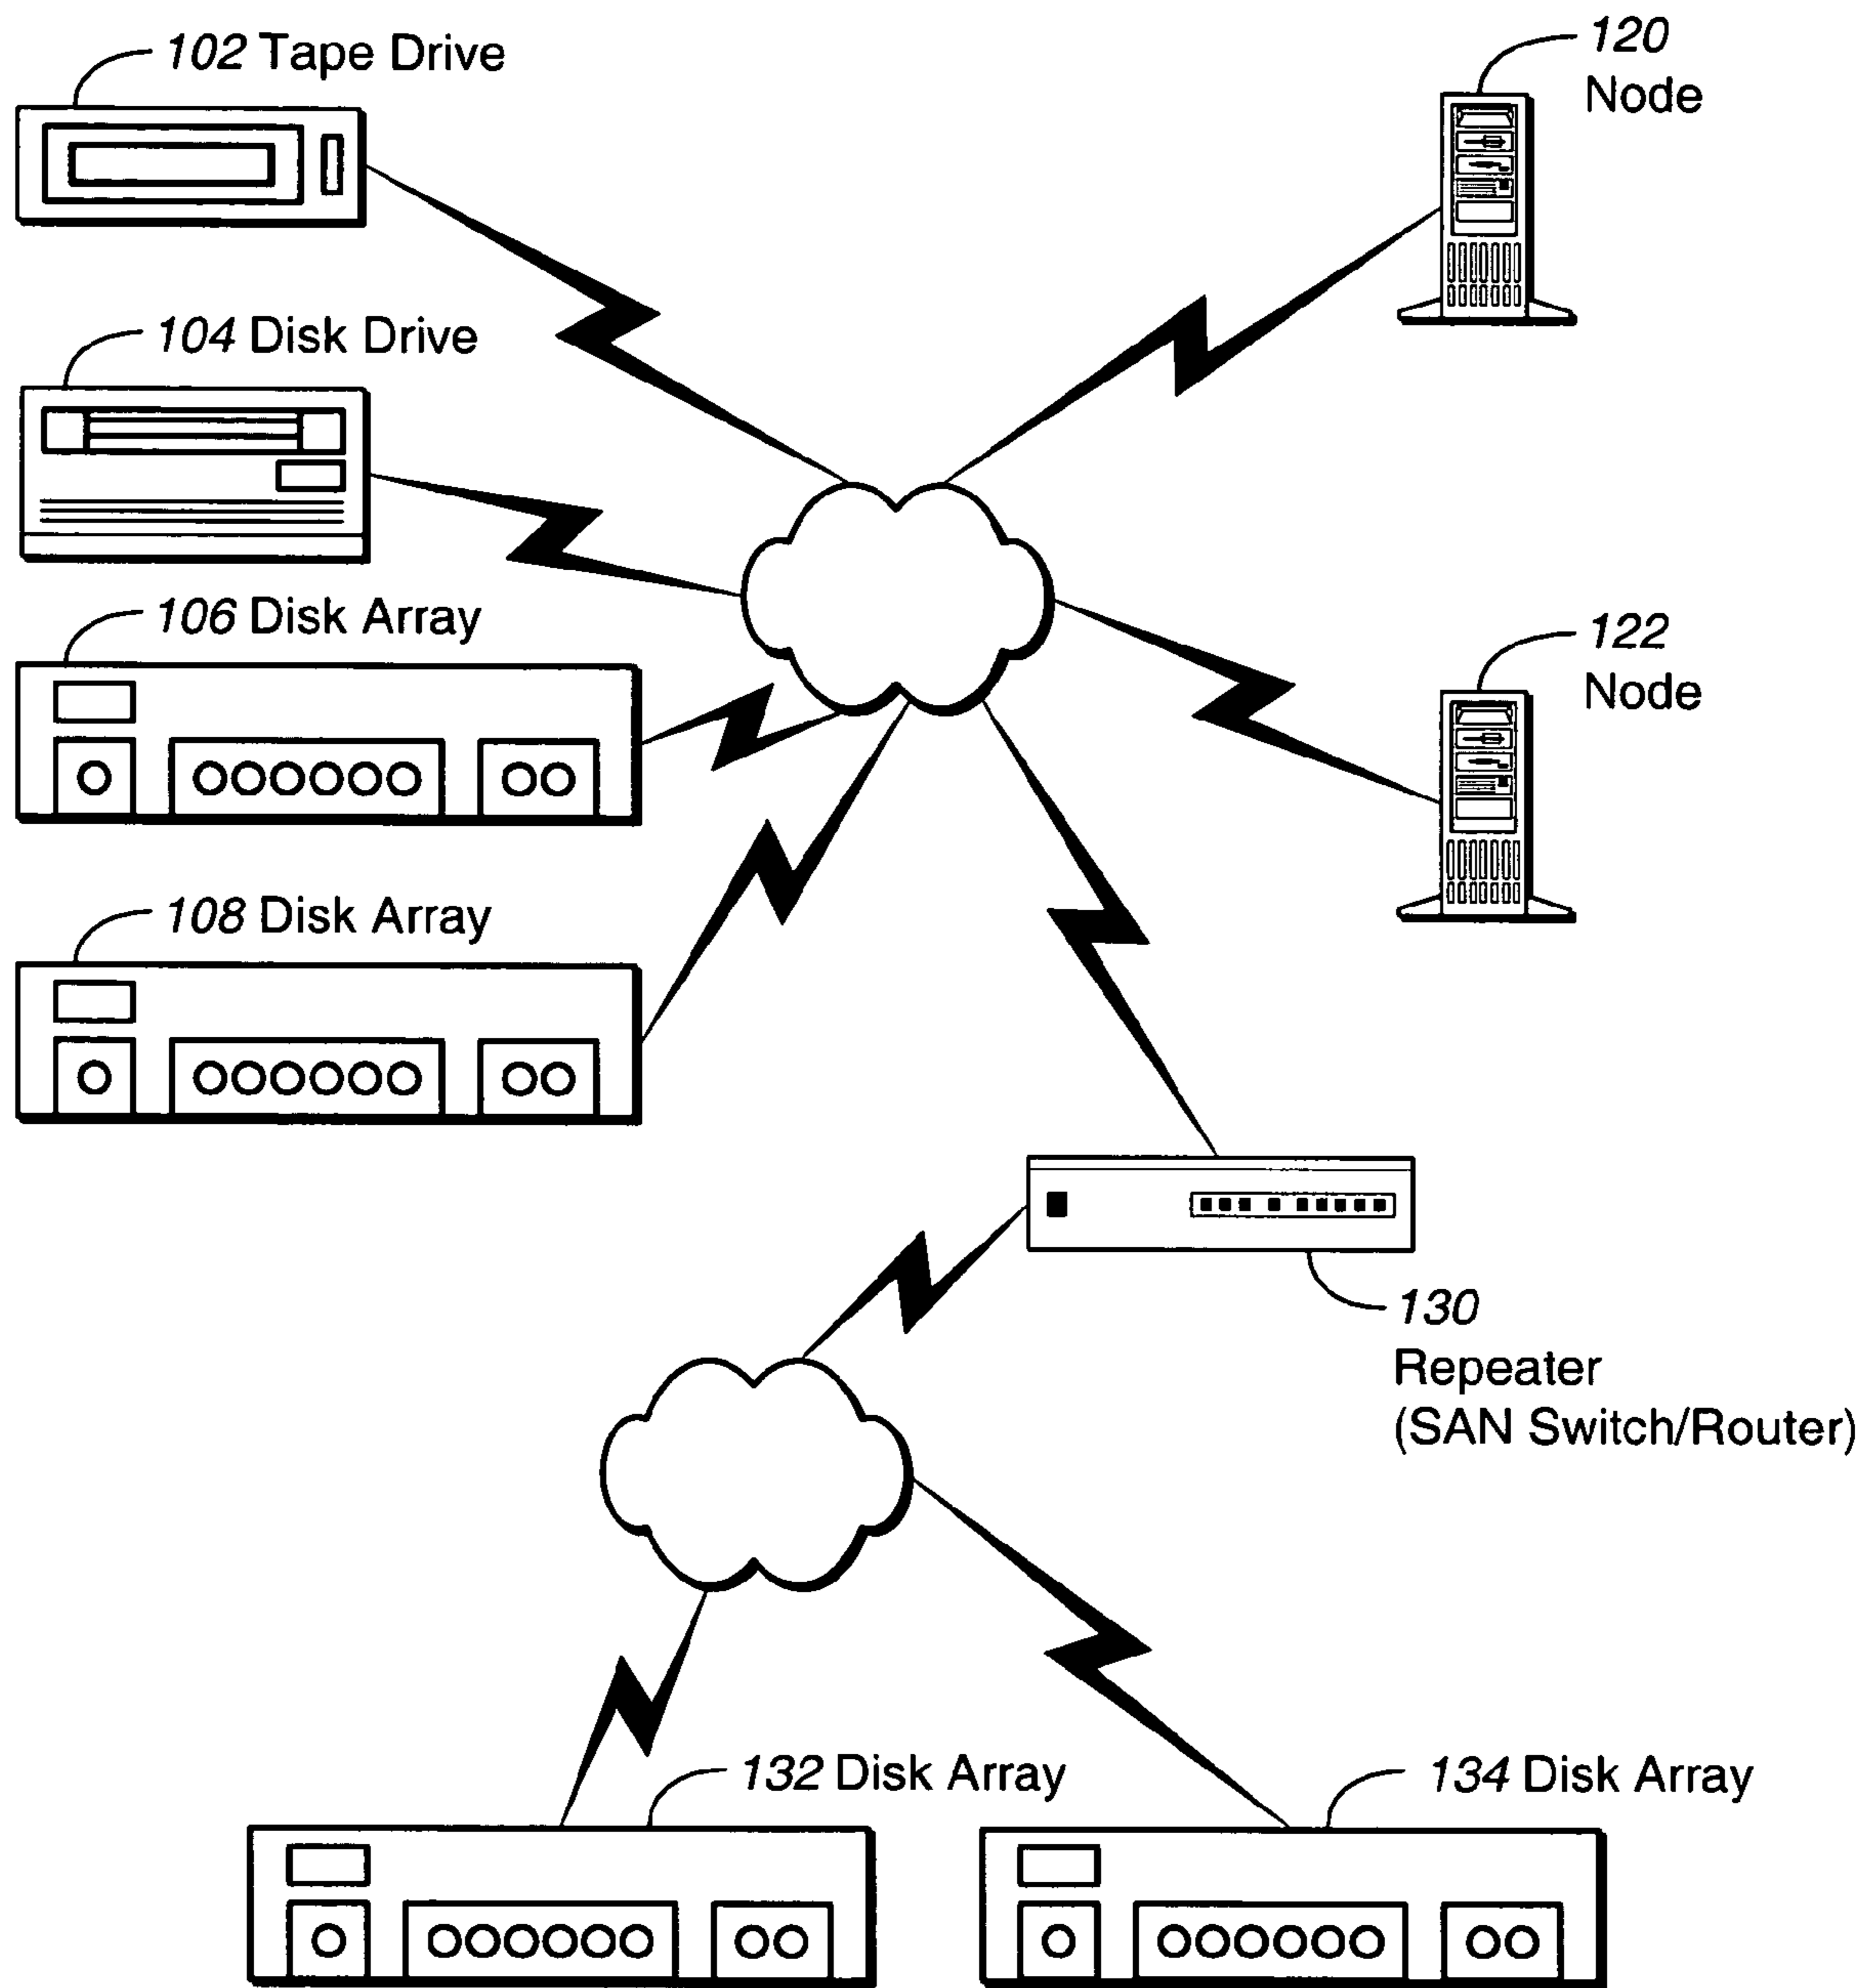 102 Tape Drive
120
Node
104 Disk Drive
106 Disk Array
122
Node
108 Disk Array
130
Repeater
(SAN Switch/Router)
132 Disk Array
134 Disk Array